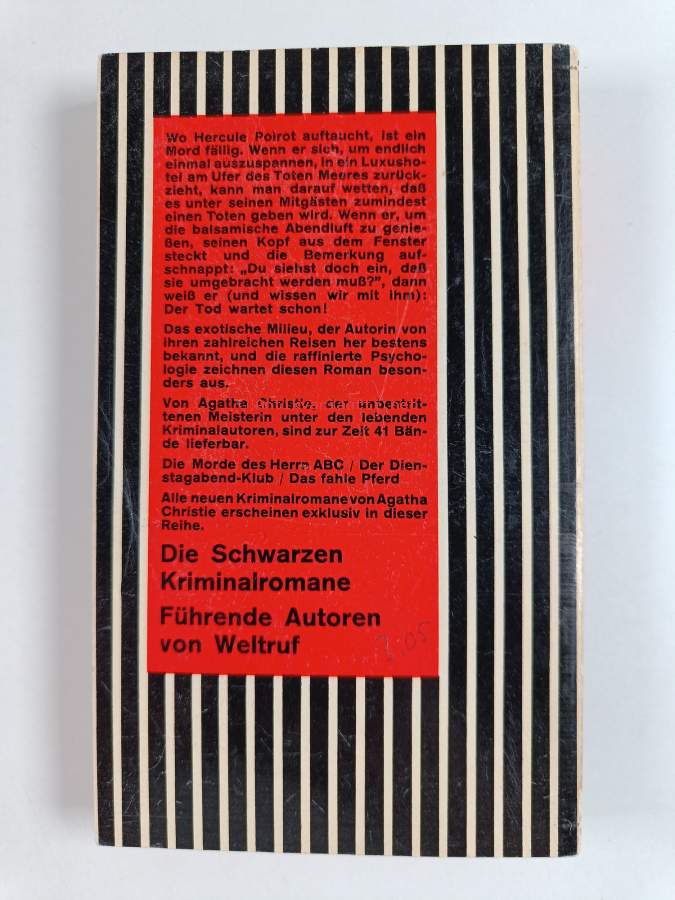 Wo Hercule Poirot auftaucht, ist ein
Mord fällig. Wenn er sich, um endlich
einmal auszuspannen, in ein Luxusho-
tel am Ufer des Toten Meeres zurück-
zieht, kann man darauf wetten, daß
es unter seinen Mitgästen zumindest
einen Toten geben wird. Wenn er, um
die balsamische Abendluft zu genie-
ßen, seinen Kopf aus dem Fenster
steckt und die Bemerkung auf-
schnappt: „Du siehst doch ein, daß
sie umgebracht werden muß?", dann
weiß er (und wissen wir mit ihm):
Der Tod wartet schon!
Das exotische Milieu, der Autorin von
ihren zahlreichen Reisen her bestens
bekannt, und die raffinierte Psycho-
logie zeichnen diesen Roman beson-
ders aus.
Von Agatha Christie, der unbestrit-
tenen Meisterin unter den lebenden
Kriminalautoren, sind zur Zeit 41 Bän-
de lieferbar.
Die Morde des Herrn ABC / Der Dien-
stagabend-Klub / Das fahle Pferd
Alle neuen Kriminalromane von Agatha
Christie erscheinen exklusiv in dieser
Reihe.
Die Schwarzen
Kriminalromane
Führende Autoren
von Weltruf